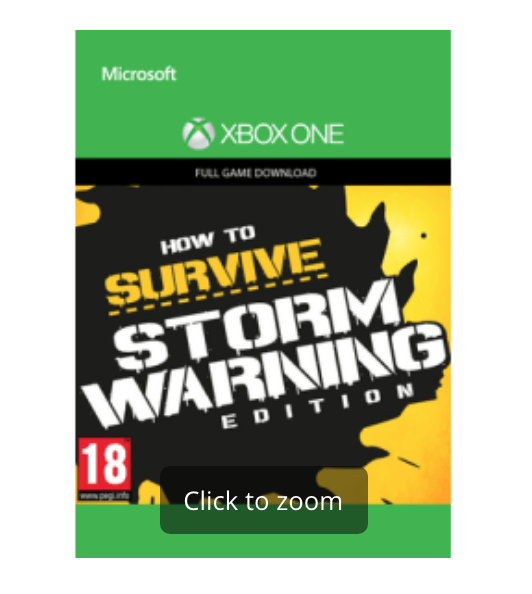 Microsoft
XBOX ONE
FULL GAME DOWNLOAD
HOW TO
SURVIVE
STORM
WARNING
EDITION
18
www.pegi.info
Click to zoom